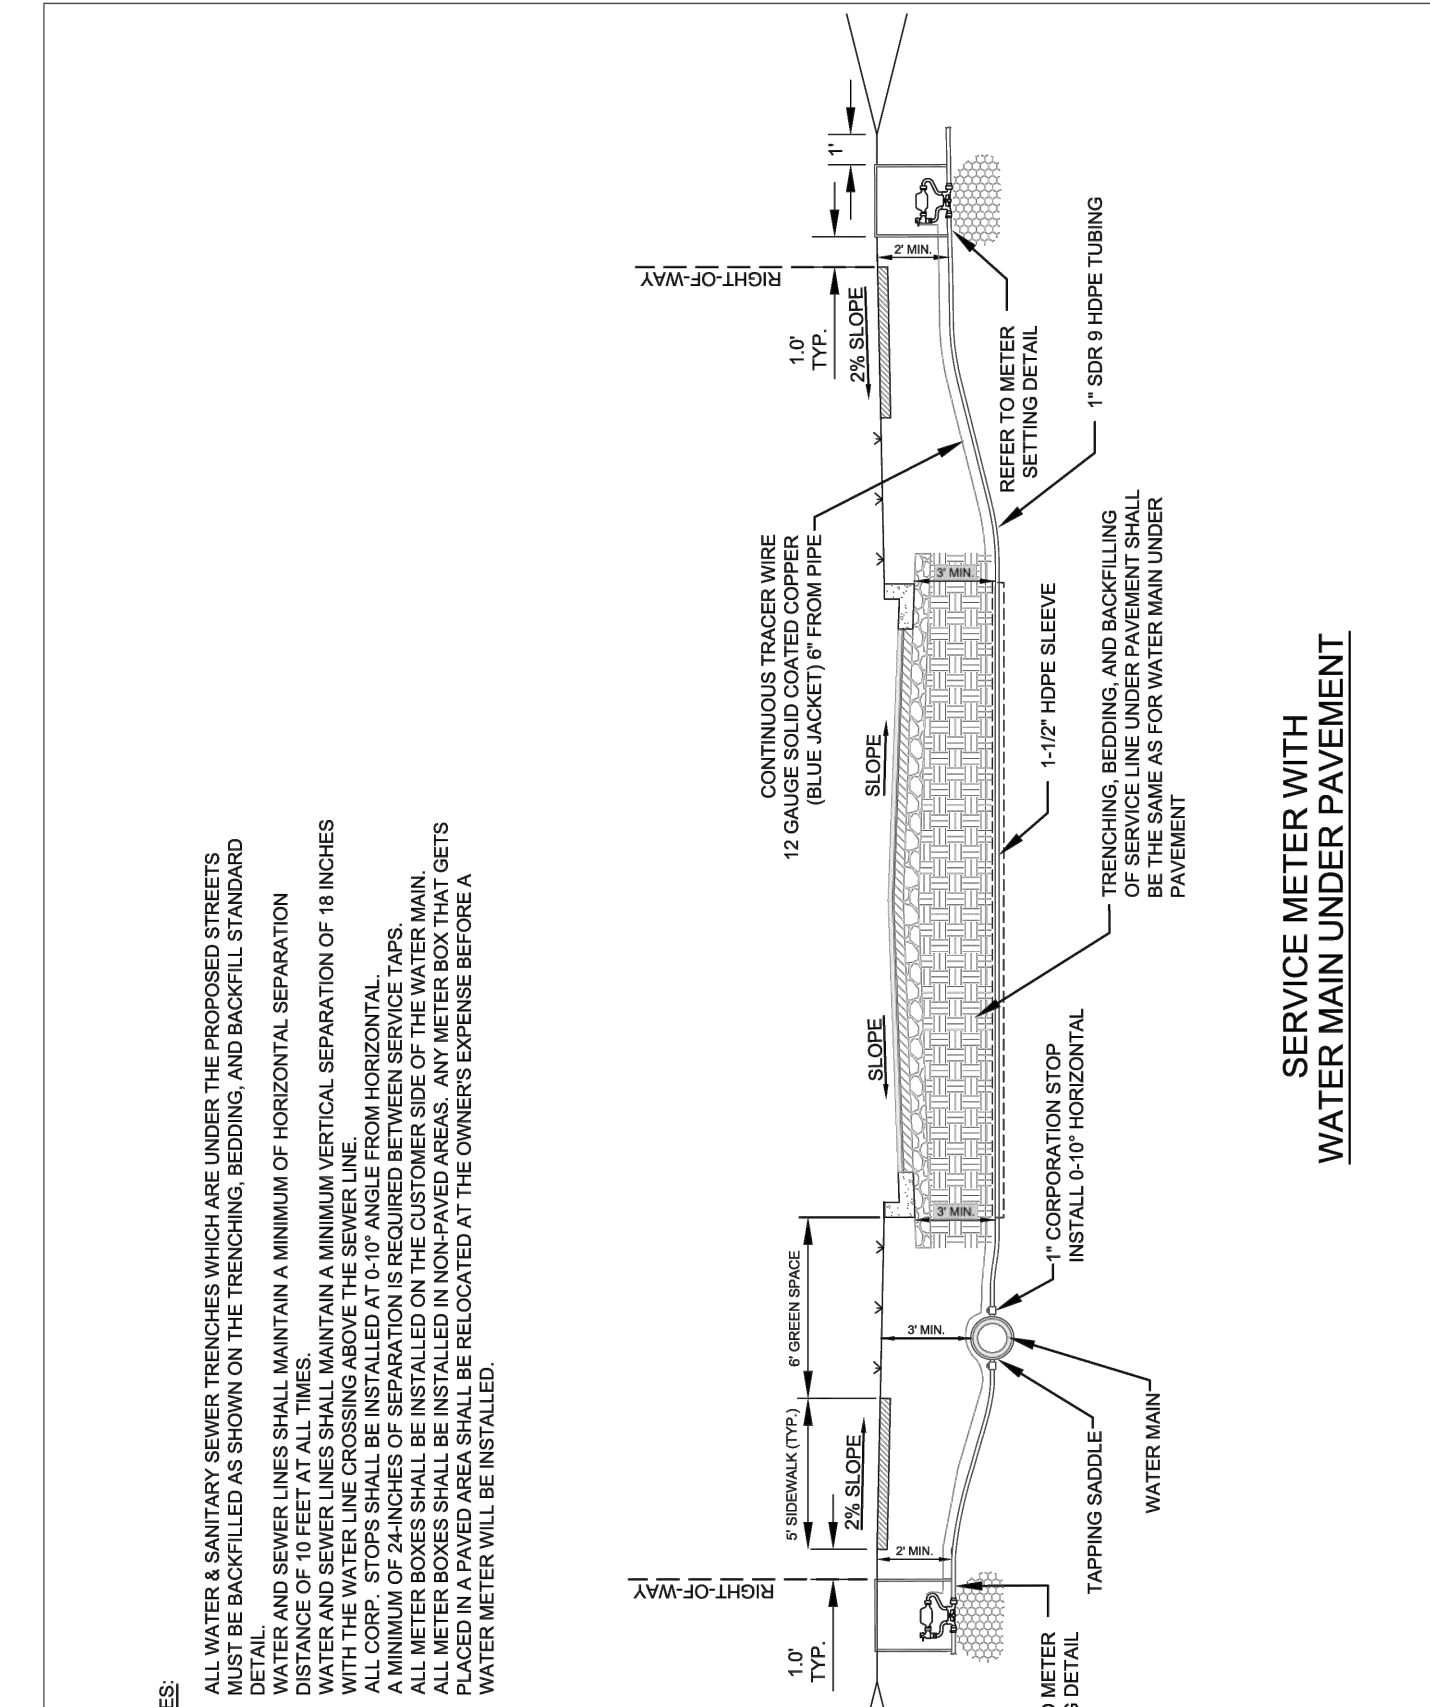 ES:
ALL WATER & SANITARY SEWER TRENCHES WHICH ARE UNDER THE PROPOSED STREETS
MUST BE BACKFILLED AS SHOWN ON THE TRENCHING, BEDDING, AND BACKFILL STANDARD
DETAIL.
WATER AND SEWER LINES SHALL MAINTAIN A MINIMUM OF HORIZONTAL SEPARATION
DISTANCE OF 10 FEET AT ALL TIMES.
WATER AND SEWER LINES SHALL MAINTAIN A MINIMUM VERTICAL SEPARATION OF 18 INCHES
WITH THE WATER LINE CROSSING ABOVE THE SEWER LINE.
ALL CORP. STOPS SHALL BE INSTALLED AT 0-10° ANGLE FROM HORIZONTAL.
A MINIMUM OF 24-INCHES OF SEPARATION IS REQUIRED BETWEEN SERVICE TAPS.
ALL METER BOXES SHALL BE INSTALLED ON THE CUSTOMER SIDE OF THE WATER MAIN.
ALL METER BOXES SHALL BE INSTALLED IN NON-PAVED AREAS. ANY METER BOX THAT GETS
PLACED IN A PAVED AREA SHALL BE RELOCATED AT THE OWNER'S EXPENSE BEFORE A
WATER METER WILL BE INSTALLED.
RIGHT-OF-WAY
1.0'
TYP.
5' SIDEWALK (TYP.)
2% SLOPE
2' MIN.
6' GREEN SPACE
3' MIN.
3' MIN.
SLOPE
SLOPE
CONTINUOUS TRACER WIRE
12 GAUGE SOLID COATED COPPER
(BLUE JACKET) 6" FROM PIPE
3' MIN.
RIGHT-OF-WAY
1.0'
TYP.
2% SLOPE
2' MIN.
1'
O METER
G DETAIL
TAPPING SADDLE
WATER MAIN
1" CORPORATION STOP
INSTALL 0-10° HORIZONTAL
TRENCHING, BEDDING, AND BACKFILLING
OF SERVICE LINE UNDER PAVEMENT SHALL
BE THE SAME AS FOR WATER MAIN UNDER
PAVEMENT
1-1/2" HDPE SLEEVE
REFER TO METER
SETTING DETAIL
1" SDR 9 HDPE TUBING
SERVICE METER WITH
WATER MAIN UNDER PAVEMENT